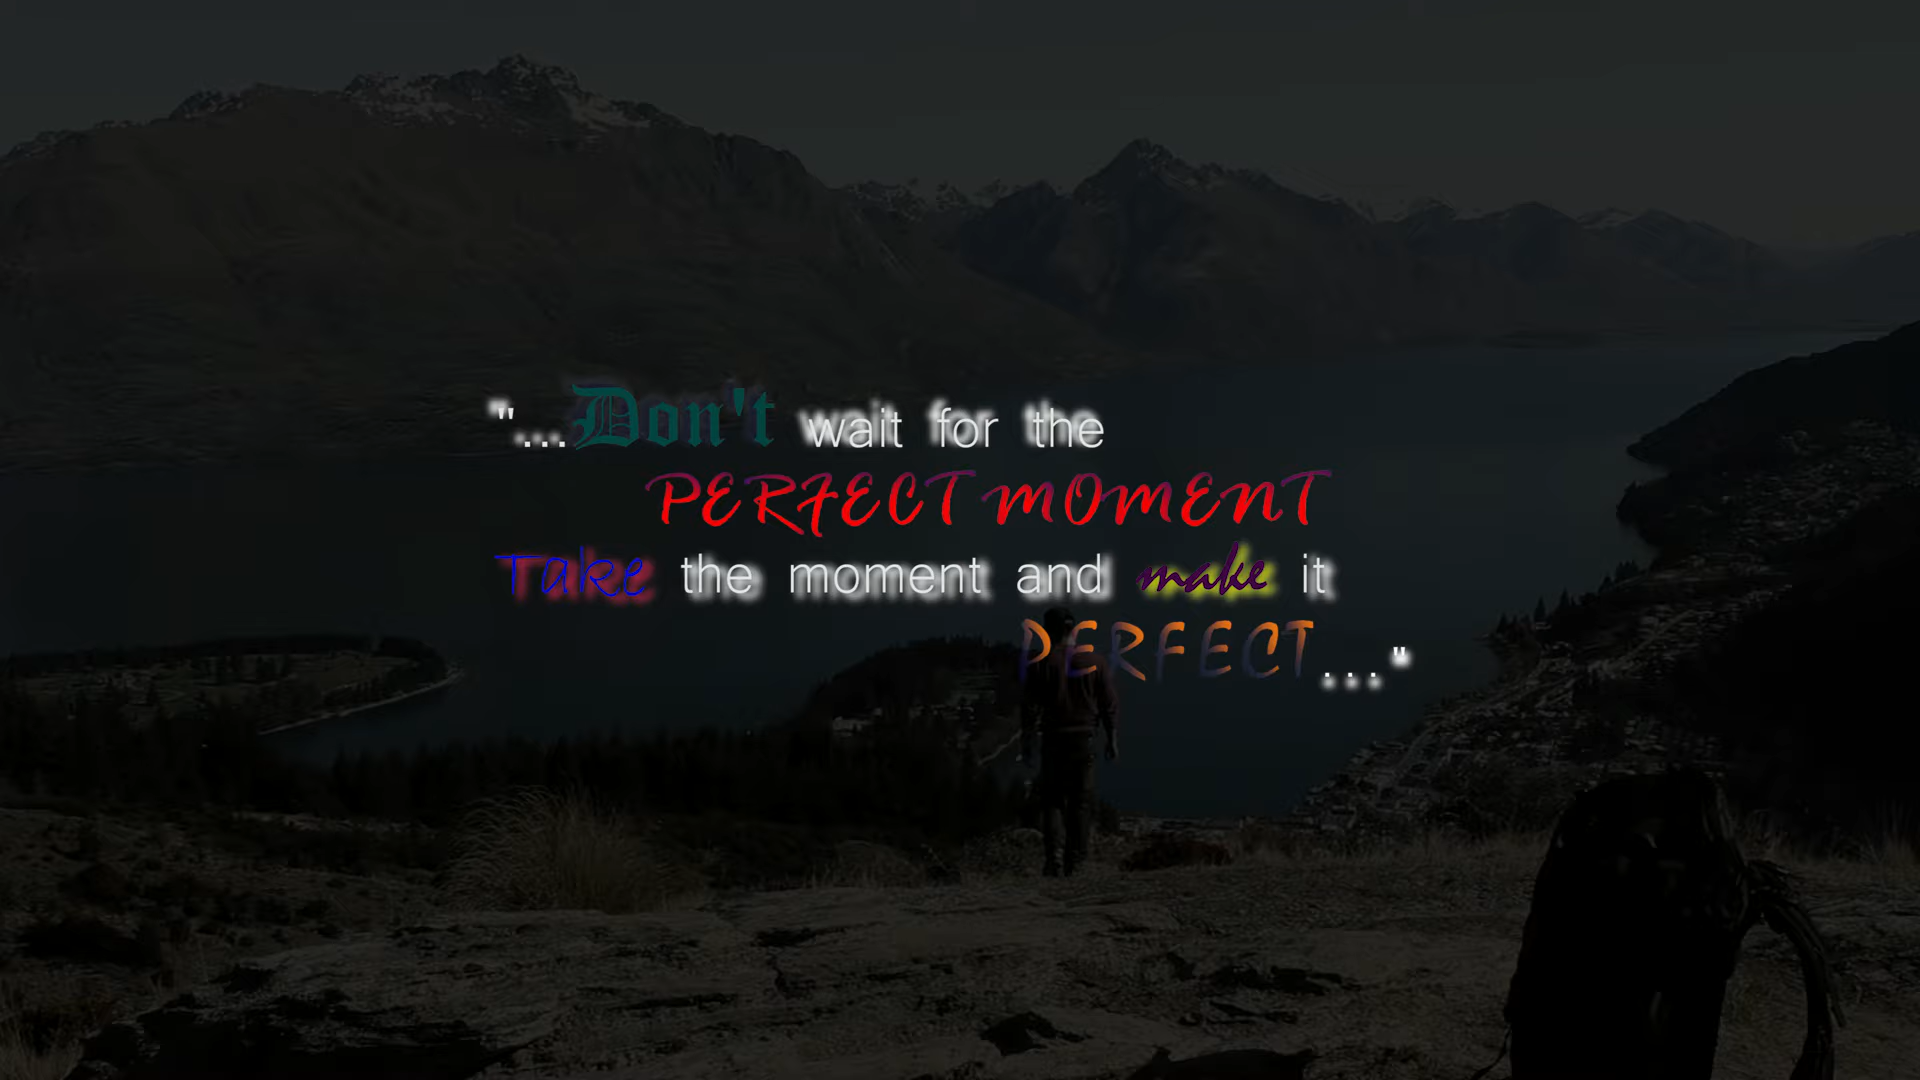 "...Don't wait for the
PERFECT MOMENT
Take the moment and make it
PERFECT..."